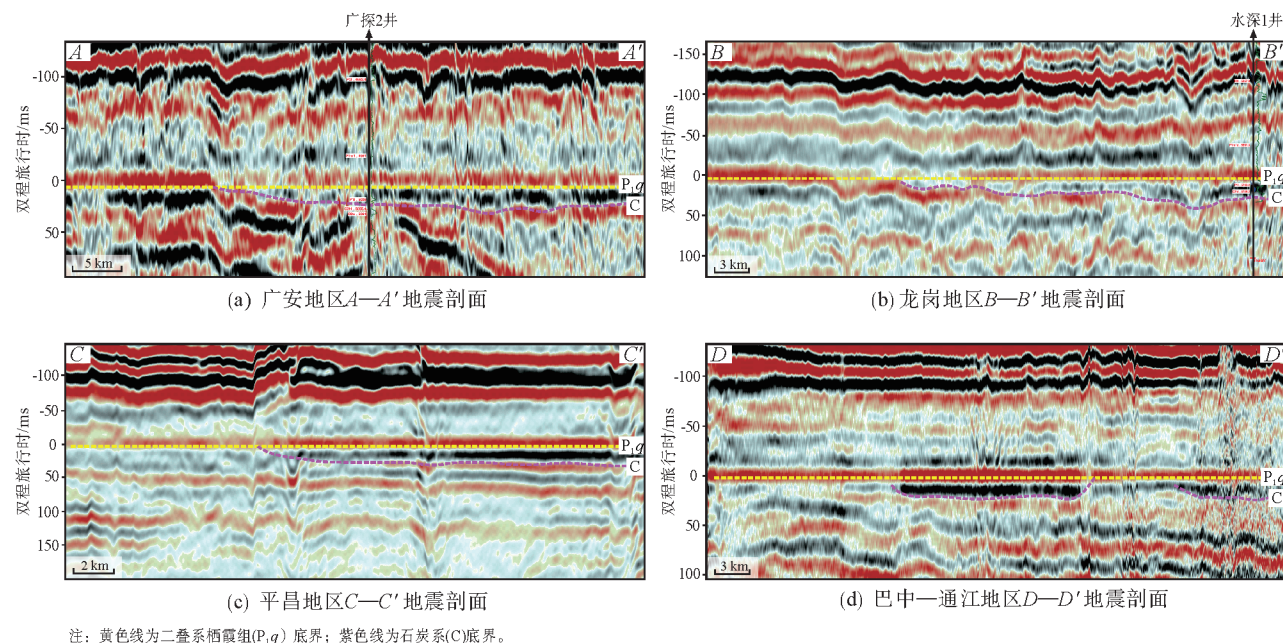 广探2井
水深1井
A
A′
双程旅行时/ms
-100
-50
0
50
P₁q
C
5 km
(a) 广安地区A—A′地震剖面
B
B′
双程旅行时/ms
-150
-100
-50
0
50
100
P₁q
C
3 km
(b) 龙岗地区B—B′地震剖面
C
C′
双程旅行时/ms
-100
-50
0
50
100
150
P₁q
C
2 km
(c) 平昌地区C—C′地震剖面
D
D′
双程旅行时/ms
-100
-50
0
50
100
P₁q
C
3 km
(d) 巴中—通江地区D—D′地震剖面
注：黄色线为二叠系栖霞组(P₁q) 底界；紫色线为石炭系(C)底界。